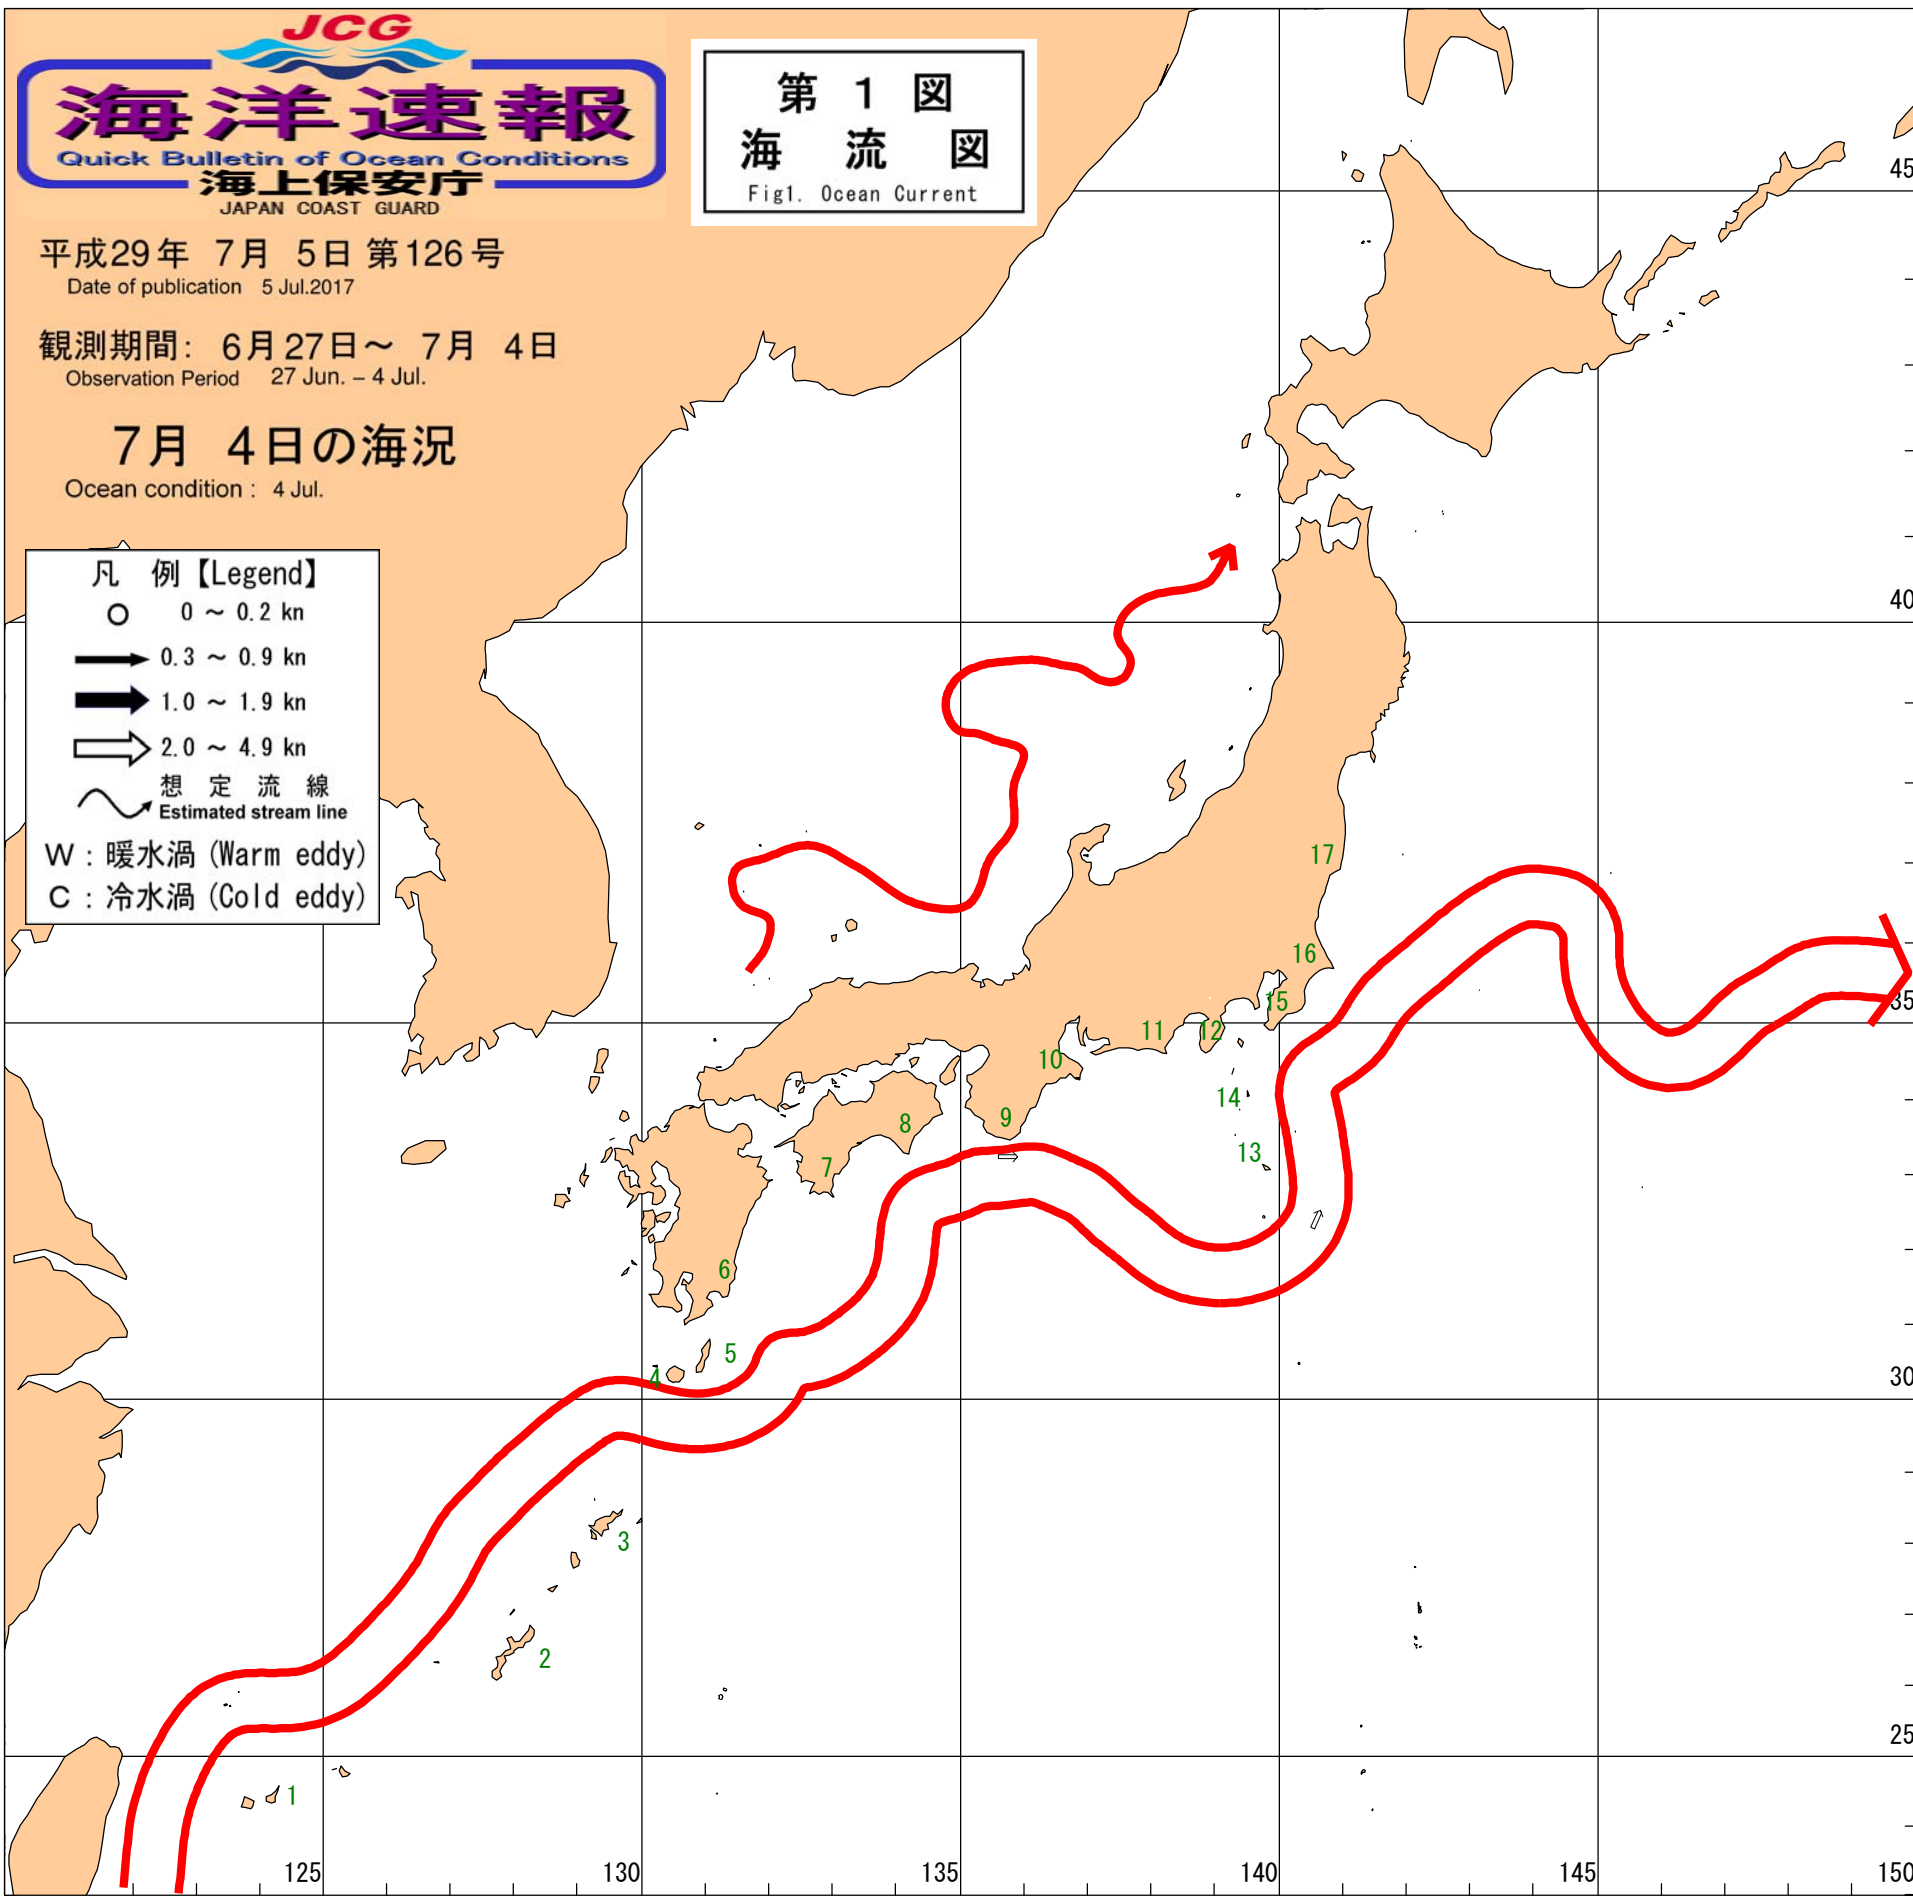 JCG
海洋速報
Quick Bulletin of Ocean Conditions
海上保安庁
JAPAN COAST GUARD
第 1 図
海 流 図
Fig1. Ocean Current
平成29年 7月 5日 第126号
Date of publication 5 Jul.2017
観測期間: 6月27日~ 7月 4日
Observation Period 27 Jun. – 4 Jul.
7月 4日の海況
Ocean condition : 4 Jul.
凡 例【Legend】
0 ~ 0.2 kn
0.3 ~ 0.9 kn
1.0 ~ 1.9 kn
2.0 ~ 4.9 kn
想 定 流 線
Estimated stream line
W : 暖水渦 (Warm eddy)
C : 冷水渦 (Cold eddy)
45
40
35
30
25
17
16
15
11
12
10
14
9
8
13
7
6
5
4
3
2
1
125
130
135
140
145
150